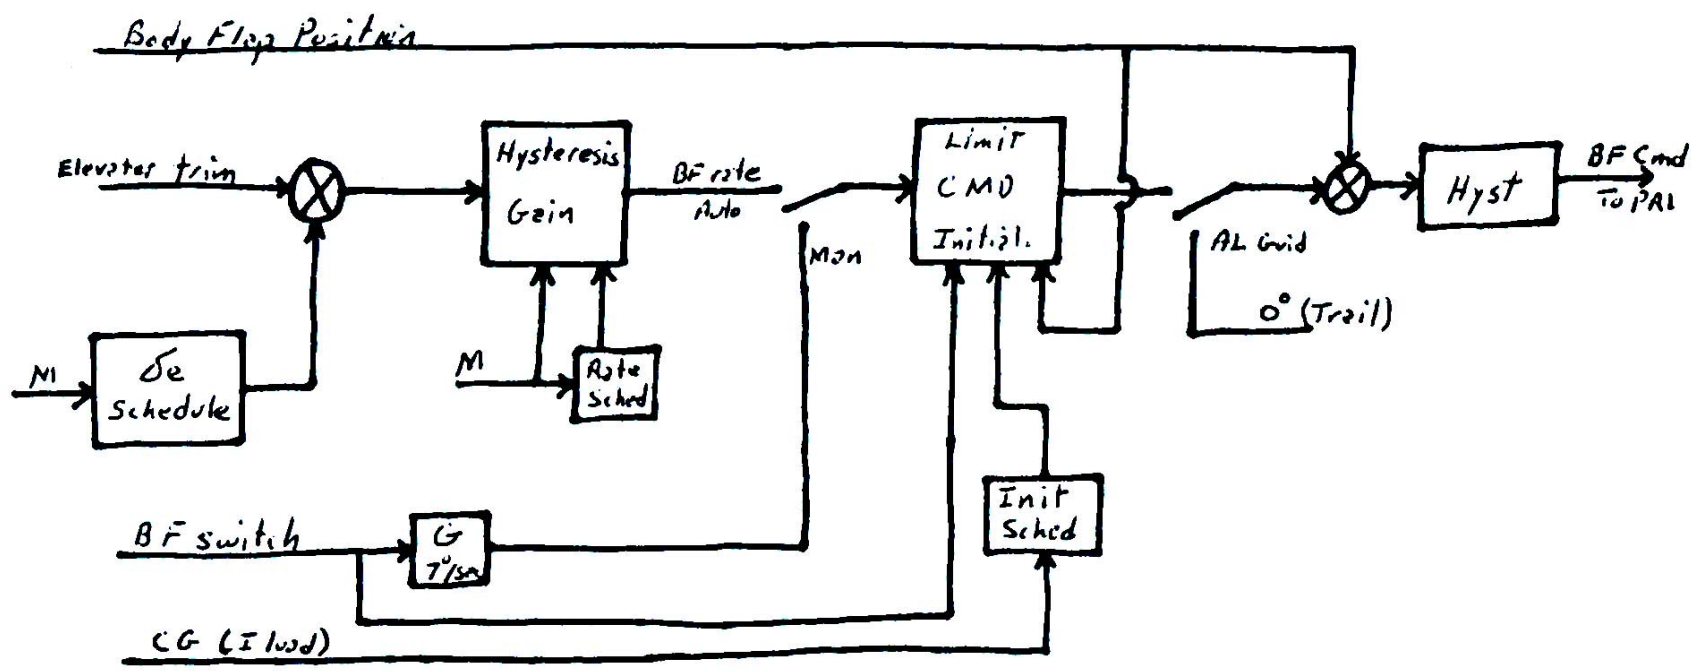 Body Flap Position
Elevator trim
Hysteresis
Gain
BF rate
Auto
Man
Limit
CMD
Initial.
AL Guid
0° (Trail)
Hyst
BF Cmd
To PRL
M
δe
Schedule
M
Rate
Sched
BF switch
G
7°/sec
Init
Sched
CG (I load)